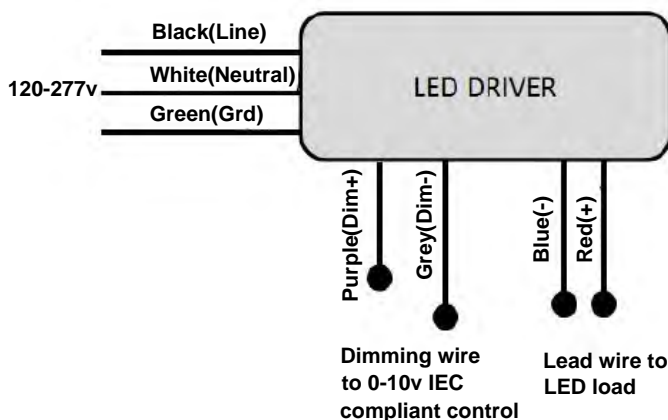 Black(Line)
120-277v
White(Neutral)
Green(Grd)
LED DRIVER
Purple(Dim+)
Grey(Dim-)
Blue(-)
Red(+)
Dimming wire
to 0-10v IEC
compliant control
Lead wire to
LED load